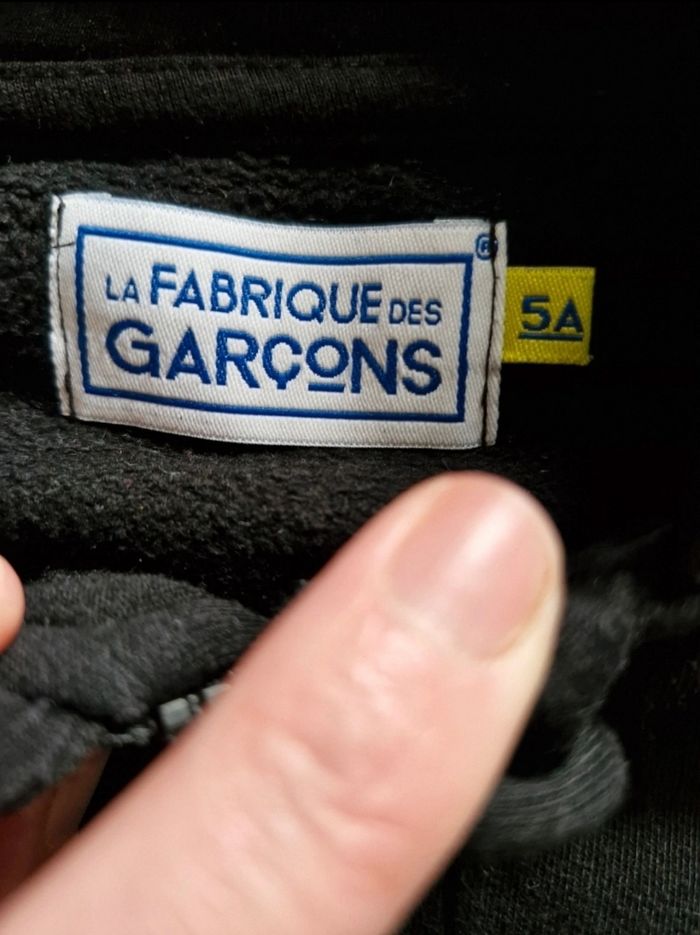 LA FABRIQUE DES
GARÇONS
®
5A